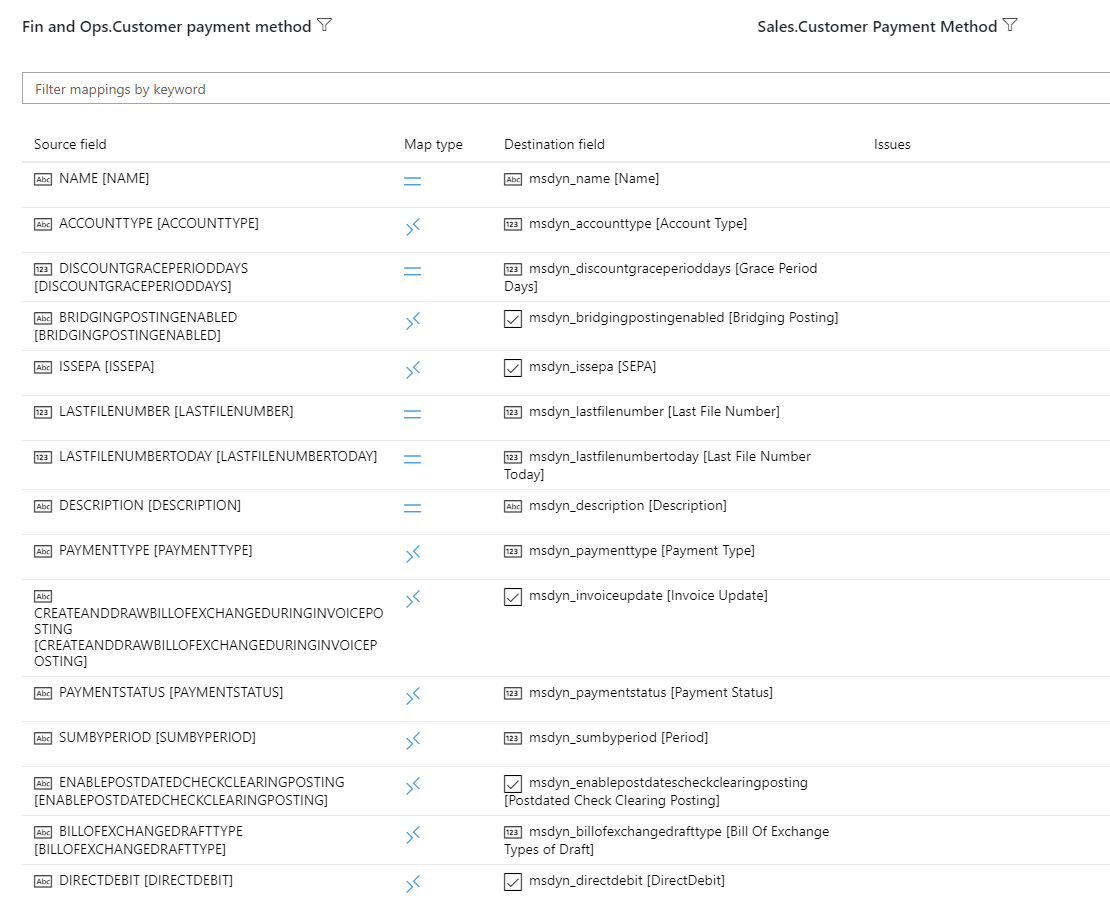 Fin and Ops.Customer payment method
Sales.Customer Payment Method
Filter mappings by keyword
Source field
Map type
Destination field
Issues
Abc NAME [NAME]
Abc msdyn_name [Name]
Abc ACCOUNTTYPE [ACCOUNTTYPE]
123 msdyn_accounttype [Account Type]
123 DISCOUNTGRACEPERIODDAYS
[DISCOUNTGRACEPERIODDAYS]
123 msdyn_discountgraceperioddays [Grace Period
Days]
Abc BRIDGINGPOSTINGENABLED
[BRIDGINGPOSTINGENABLED]
msdyn_bridgingpostingenabled [Bridging Posting]
Abc ISSEPA [ISSEPA]
msdyn_issepa [SEPA]
123 LASTFILENUMBER [LASTFILENUMBER]
123 msdyn_lastfilenumber [Last File Number]
123 LASTFILENUMBERTODAY [LASTFILENUMBERTODAY]
123 msdyn_lastfilenumbertoday [Last File Number
Today]
Abc DESCRIPTION [DESCRIPTION]
Abc msdyn_description [Description]
Abc PAYMENTTYPE [PAYMENTTYPE]
123 msdyn_paymenttype [Payment Type]
Abc
CREATEANDDRAWBILLOFEXCHANGEDURINGINVOICEPO
STING
[CREATEANDDRAWBILLOFEXCHANGEDURINGINVOICEP
OSTING]
msdyn_invoiceupdate [Invoice Update]
Abc PAYMENTSTATUS [PAYMENTSTATUS]
123 msdyn_paymentstatus [Payment Status]
Abc SUMBYPERIOD [SUMBYPERIOD]
123 msdyn_sumbyperiod [Period]
Abc ENABLEPOSTDATEDCHECKCLEARINGPOSTING
[ENABLEPOSTDATEDCHECKCLEARINGPOSTING]
msdyn_enablepostdatescheckclearingposting
[Postdated Check Clearing Posting]
Abc BILLOFEXCHANGEDRAFTTYPE
[BILLOFEXCHANGEDRAFTTYPE]
123 msdyn_billofexchangedrafttype [Bill Of Exchange
Types of Draft]
Abc DIRECTDEBIT [DIRECTDEBIT]
msdyn_directdebit [DirectDebit]